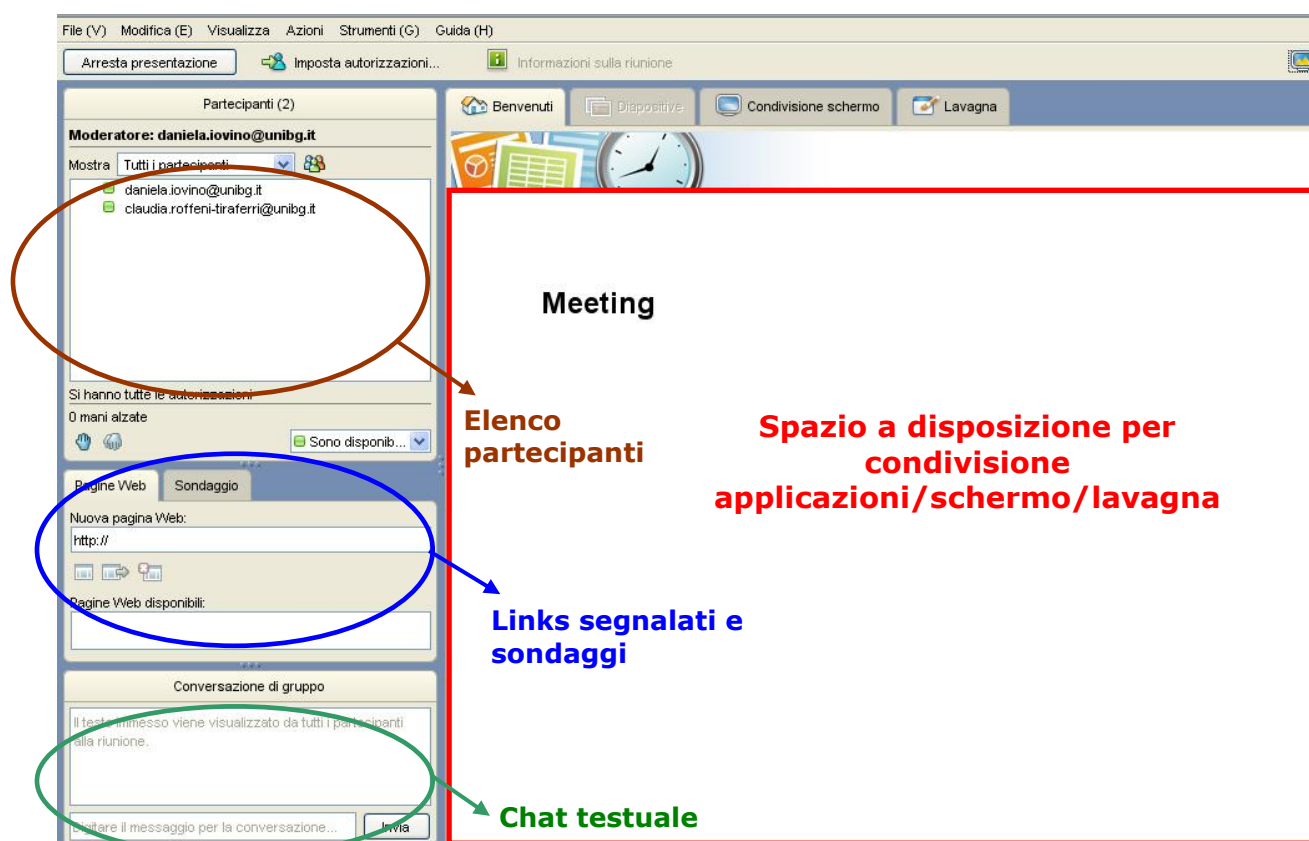 File (V) Modifica (E) Visualizza Azioni Strumenti (G) Guida (H)
Arresta presentazione Imposta autorizzazioni... Informazioni sulla riunione
Partecipanti (2)
Moderatore: daniela.iovino@unibg.it
Mostra Tutti i partecipanti
daniela.iovino@unibg.it
claudia.roffeni-tiraferri@unibg.it
Si hanno tutte le autorizzazioni
0 mani alzate
Sono disponib...
Pagine Web Sondaggio
Nuova pagina Web:
http://
Pagine Web disponibili:
Conversazione di gruppo
Il testo immesso viene visualizzato da tutti i partecipanti
alla riunione.
Digitare il messaggio per la conversazione... Invia
Benvenuti Diapositive Condivisione schermo Lavagna
Meeting
Elenco
partecipanti
Spazio a disposizione per
condivisione
applicazioni/schermo/lavagna
Links segnalati e
sondaggi
Chat testuale